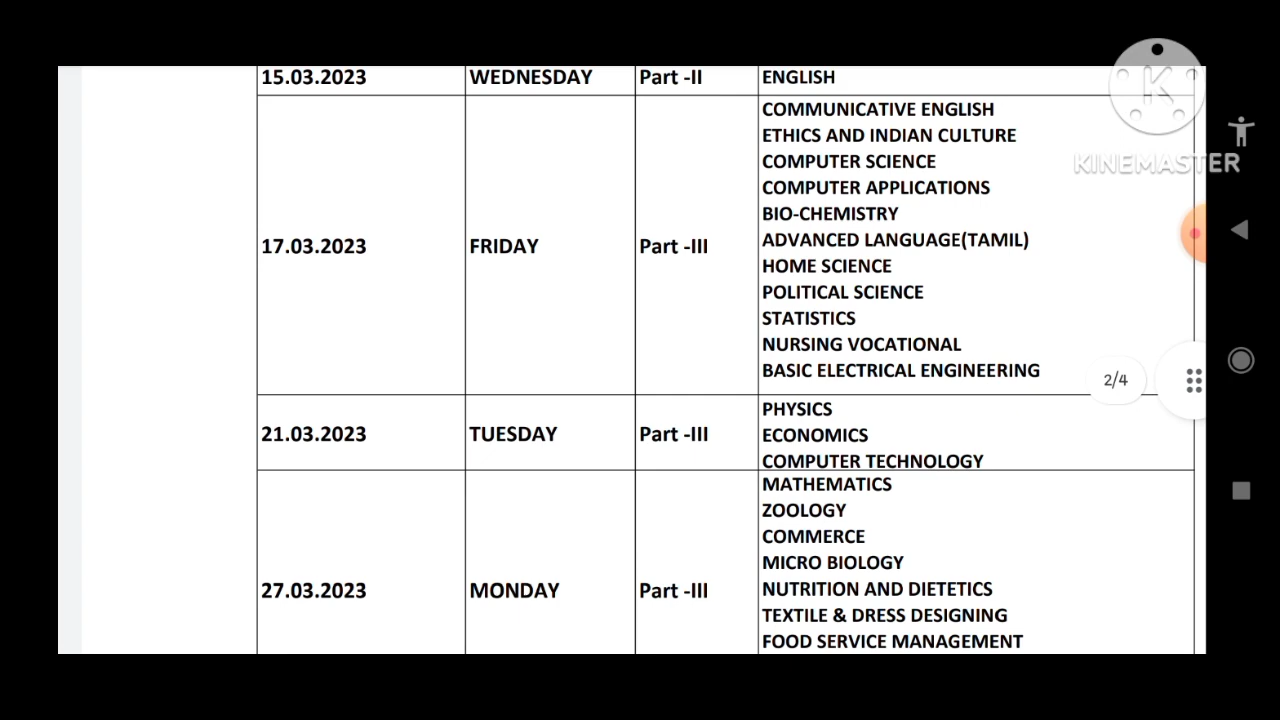 15.03.2023 WEDNESDAY Part -II ENGLISH
17.03.2023 FRIDAY Part -III COMMUNICATIVE ENGLISH
ETHICS AND INDIAN CULTURE
COMPUTER SCIENCE
COMPUTER APPLICATIONS
BIO-CHEMISTRY
ADVANCED LANGUAGE(TAMIL)
HOME SCIENCE
POLITICAL SCIENCE
STATISTICS
NURSING VOCATIONAL
BASIC ELECTRICAL ENGINEERING
21.03.2023 TUESDAY Part -III PHYSICS
ECONOMICS
COMPUTER TECHNOLOGY
27.03.2023 MONDAY Part -III MATHEMATICS
ZOOLOGY
COMMERCE
MICRO BIOLOGY
NUTRITION AND DIETETICS
TEXTILE & DRESS DESIGNING
FOOD SERVICE MANAGEMENT
K
KINEMASTER
2/4